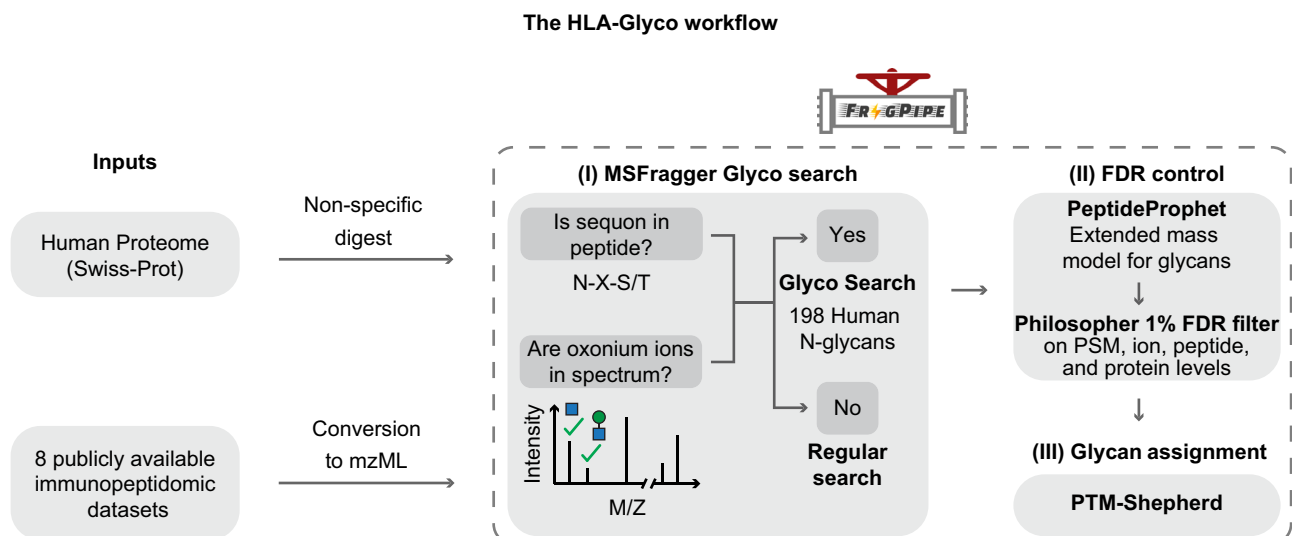 The HLA-Glyco workflow
FRAGPIPE
Inputs
Human Proteome
(Swiss-Prot)
Non-specific
digest
8 publicly available
immunopeptidomic
datasets
Conversion
to mzML
(I) MSFragger Glyco search
Is sequon in
peptide?
N-X-S/T
Are oxonium ions
in spectrum?
Intensity
M/Z
Yes
Glyco Search
198 Human
N-glycans
No
Regular
search
(II) FDR control
PeptideProphet
Extended mass
model for glycans
Philosopher 1% FDR filter
on PSM, ion, peptide,
and protein levels
(III) Glycan assignment
PTM-Shepherd